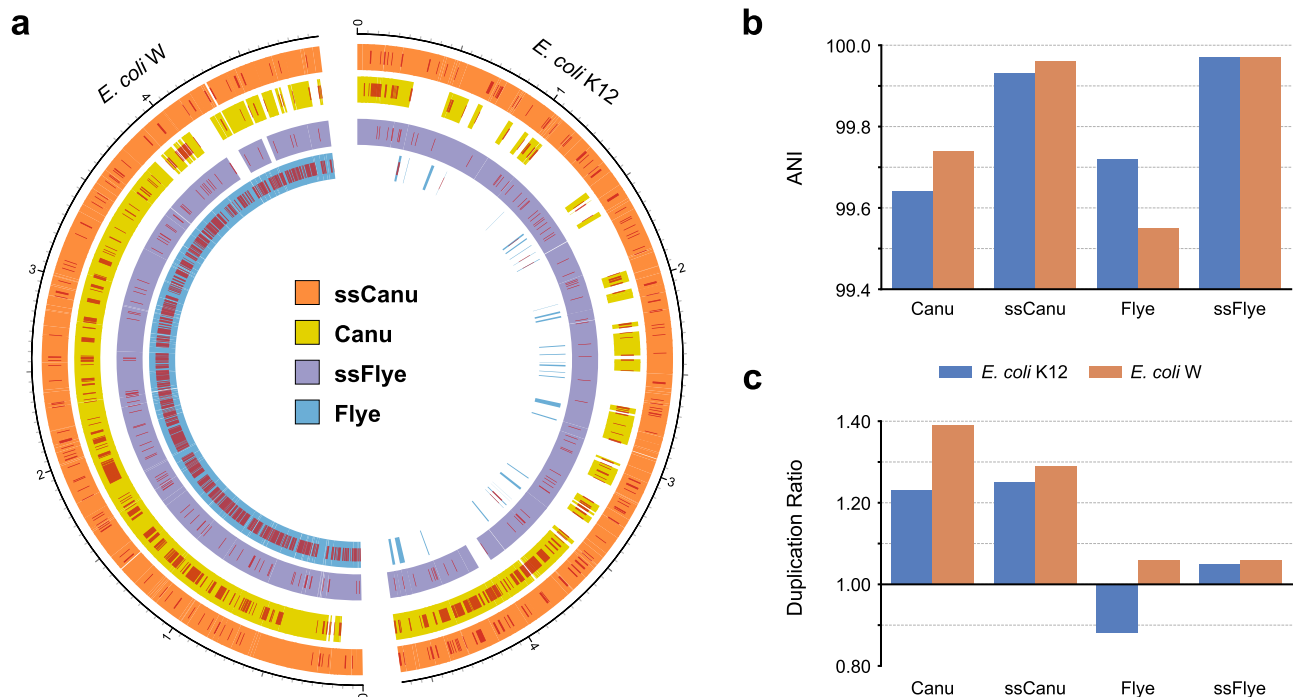 a
E. coli W
E. coli K12
0
1
2
3
4
0
1
2
3
4
ssCanu
Canu
ssFlye
Flye
b
ANI
100.0
99.8
99.6
99.4
Canu ssCanu Flye ssFlye
E. coli K12 E. coli W
c
Duplication Ratio
1.40
1.20
1.00
0.80
Canu ssCanu Flye ssFlye